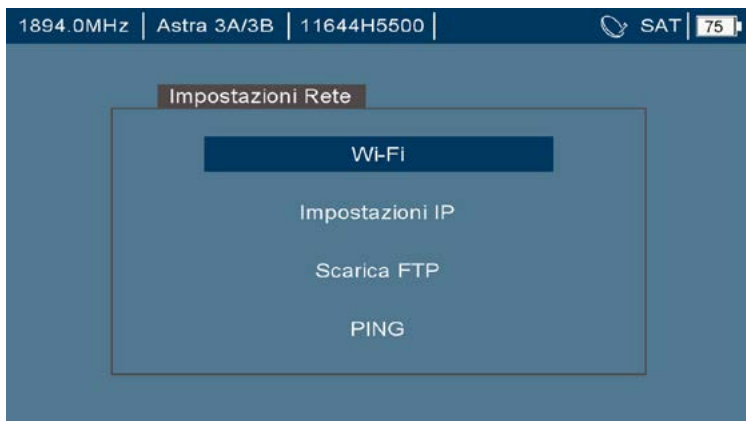 1894.0MHz | Astra 3A/3B | 11644H5500 | SAT | 75
Impostazioni Rete
Wi-Fi
Impostazioni IP
Scarica FTP
PING